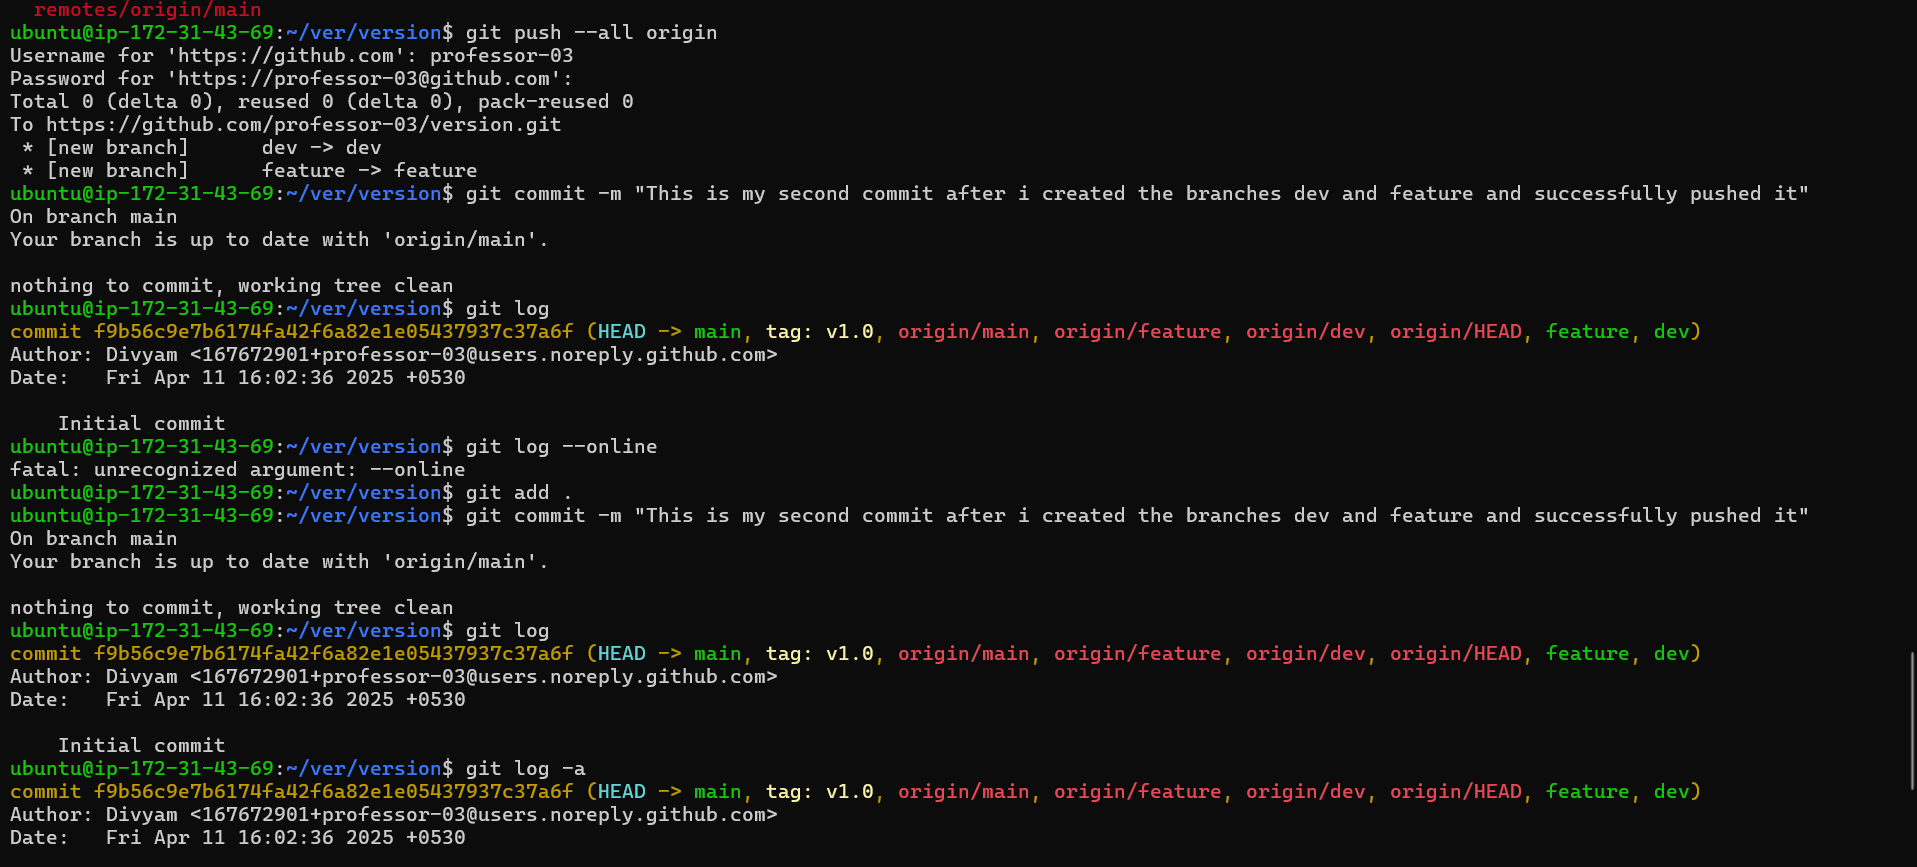 remotes/origin/main
ubuntu@ip-172-31-43-69:~/ver/version$ git push --all origin
Username for 'https://github.com': professor-03
Password for 'https://professor-03@github.com':
Total 0 (delta 0), reused 0 (delta 0), pack-reused 0
To https://github.com/professor-03/version.git
 * [new branch]      dev -> dev
 * [new branch]      feature -> feature
ubuntu@ip-172-31-43-69:~/ver/version$ git commit -m "This is my second commit after i created the branches dev and feature and successfully pushed it"
On branch main
Your branch is up to date with 'origin/main'.

nothing to commit, working tree clean
ubuntu@ip-172-31-43-69:~/ver/version$ git log
commit f9b56c9e7b6174fa42f6a82e1e05437937c37a6f (HEAD -> main, tag: v1.0, origin/main, origin/feature, origin/dev, origin/HEAD, feature, dev)
Author: Divyam <167672901+professor-03@users.noreply.github.com>
Date:   Fri Apr 11 16:02:36 2025 +0530

    Initial commit
ubuntu@ip-172-31-43-69:~/ver/version$ git log --online
fatal: unrecognized argument: --online
ubuntu@ip-172-31-43-69:~/ver/version$ git add .
ubuntu@ip-172-31-43-69:~/ver/version$ git commit -m "This is my second commit after i created the branches dev and feature and successfully pushed it"
On branch main
Your branch is up to date with 'origin/main'.

nothing to commit, working tree clean
ubuntu@ip-172-31-43-69:~/ver/version$ git log
commit f9b56c9e7b6174fa42f6a82e1e05437937c37a6f (HEAD -> main, tag: v1.0, origin/main, origin/feature, origin/dev, origin/HEAD, feature, dev)
Author: Divyam <167672901+professor-03@users.noreply.github.com>
Date:   Fri Apr 11 16:02:36 2025 +0530

    Initial commit
ubuntu@ip-172-31-43-69:~/ver/version$ git log -a
commit f9b56c9e7b6174fa42f6a82e1e05437937c37a6f (HEAD -> main, tag: v1.0, origin/main, origin/feature, origin/dev, origin/HEAD, feature, dev)
Author: Divyam <167672901+professor-03@users.noreply.github.com>
Date:   Fri Apr 11 16:02:36 2025 +0530